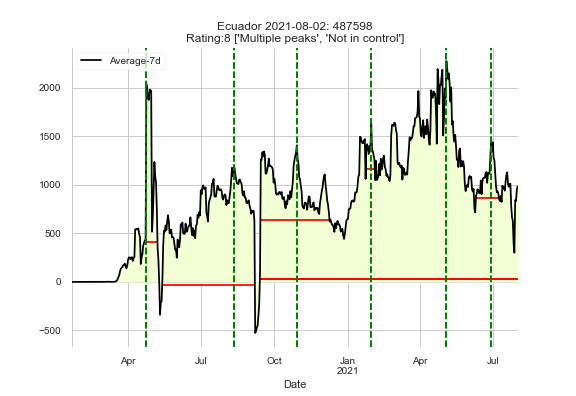 Ecuador 2021-08-02: 487598
Rating:8 ['Multiple peaks', 'Not in control']
Average-7d
2000
1500
1000
500
0
−500
Apr Jul Oct Jan Apr Jul
2021
Date